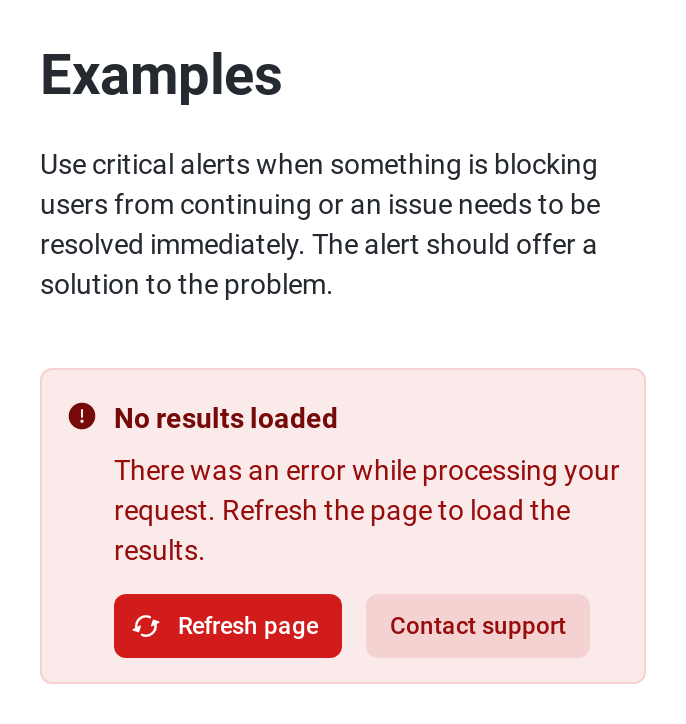 Examples
Use critical alerts when something is blocking
users from continuing or an issue needs to be
resolved immediately. The alert should offer a
solution to the problem.
No results loaded
There was an error while processing your
request. Refresh the page to load the
results.
Refresh page
Contact support